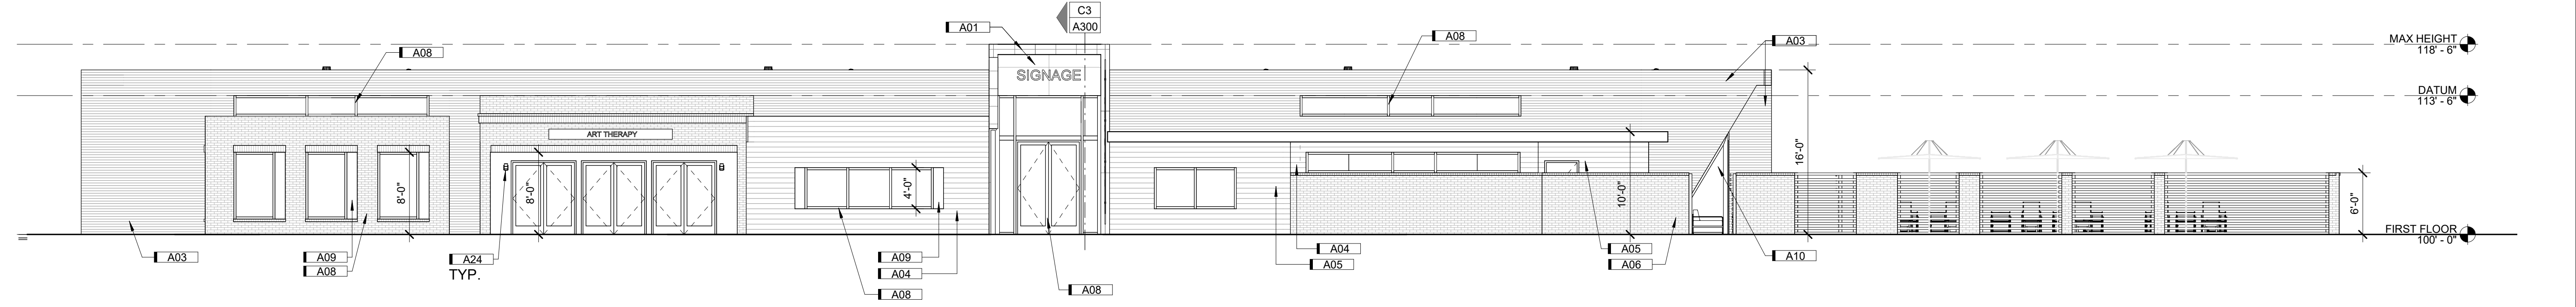 C3
A300
A01
A08
A08
A03
MAX HEIGHT
118' - 6"
SIGNAGE
DATUM
113' - 6"
ART THERAPY
16'-0"
8'-0"
8'-0"
4'-0"
10'-0"
6'-0"
FIRST FLOOR
100' - 0"
A03
A09
A08
A24
TYP.
A09
A04
A08
A08
A04
A05
A05
A06
A10